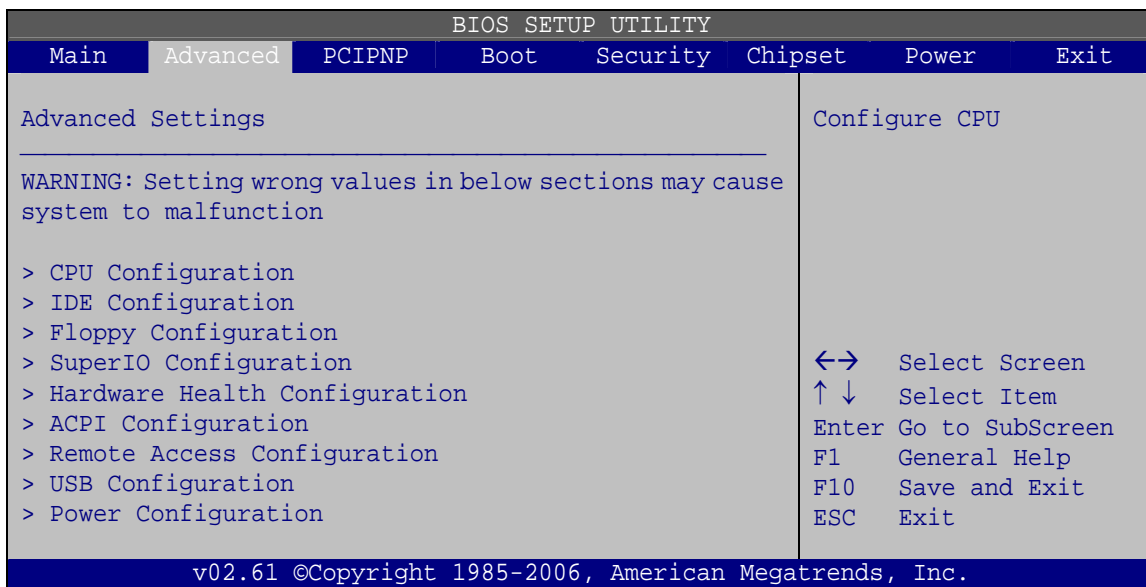 BIOS SETUP UTILITY
Main Advanced PCIPNP Boot Security Chipset Power Exit
Advanced Settings
WARNING: Setting wrong values in below sections may cause
system to malfunction
> CPU Configuration
> IDE Configuration
> Floppy Configuration
> SuperIO Configuration
> Hardware Health Configuration
> ACPI Configuration
> Remote Access Configuration
> USB Configuration
> Power Configuration
Configure CPU
←→ Select Screen
↑ ↓ Select Item
Enter Go to SubScreen
F1 General Help
F10 Save and Exit
ESC Exit
v02.61 ©Copyright 1985-2006, American Megatrends, Inc.